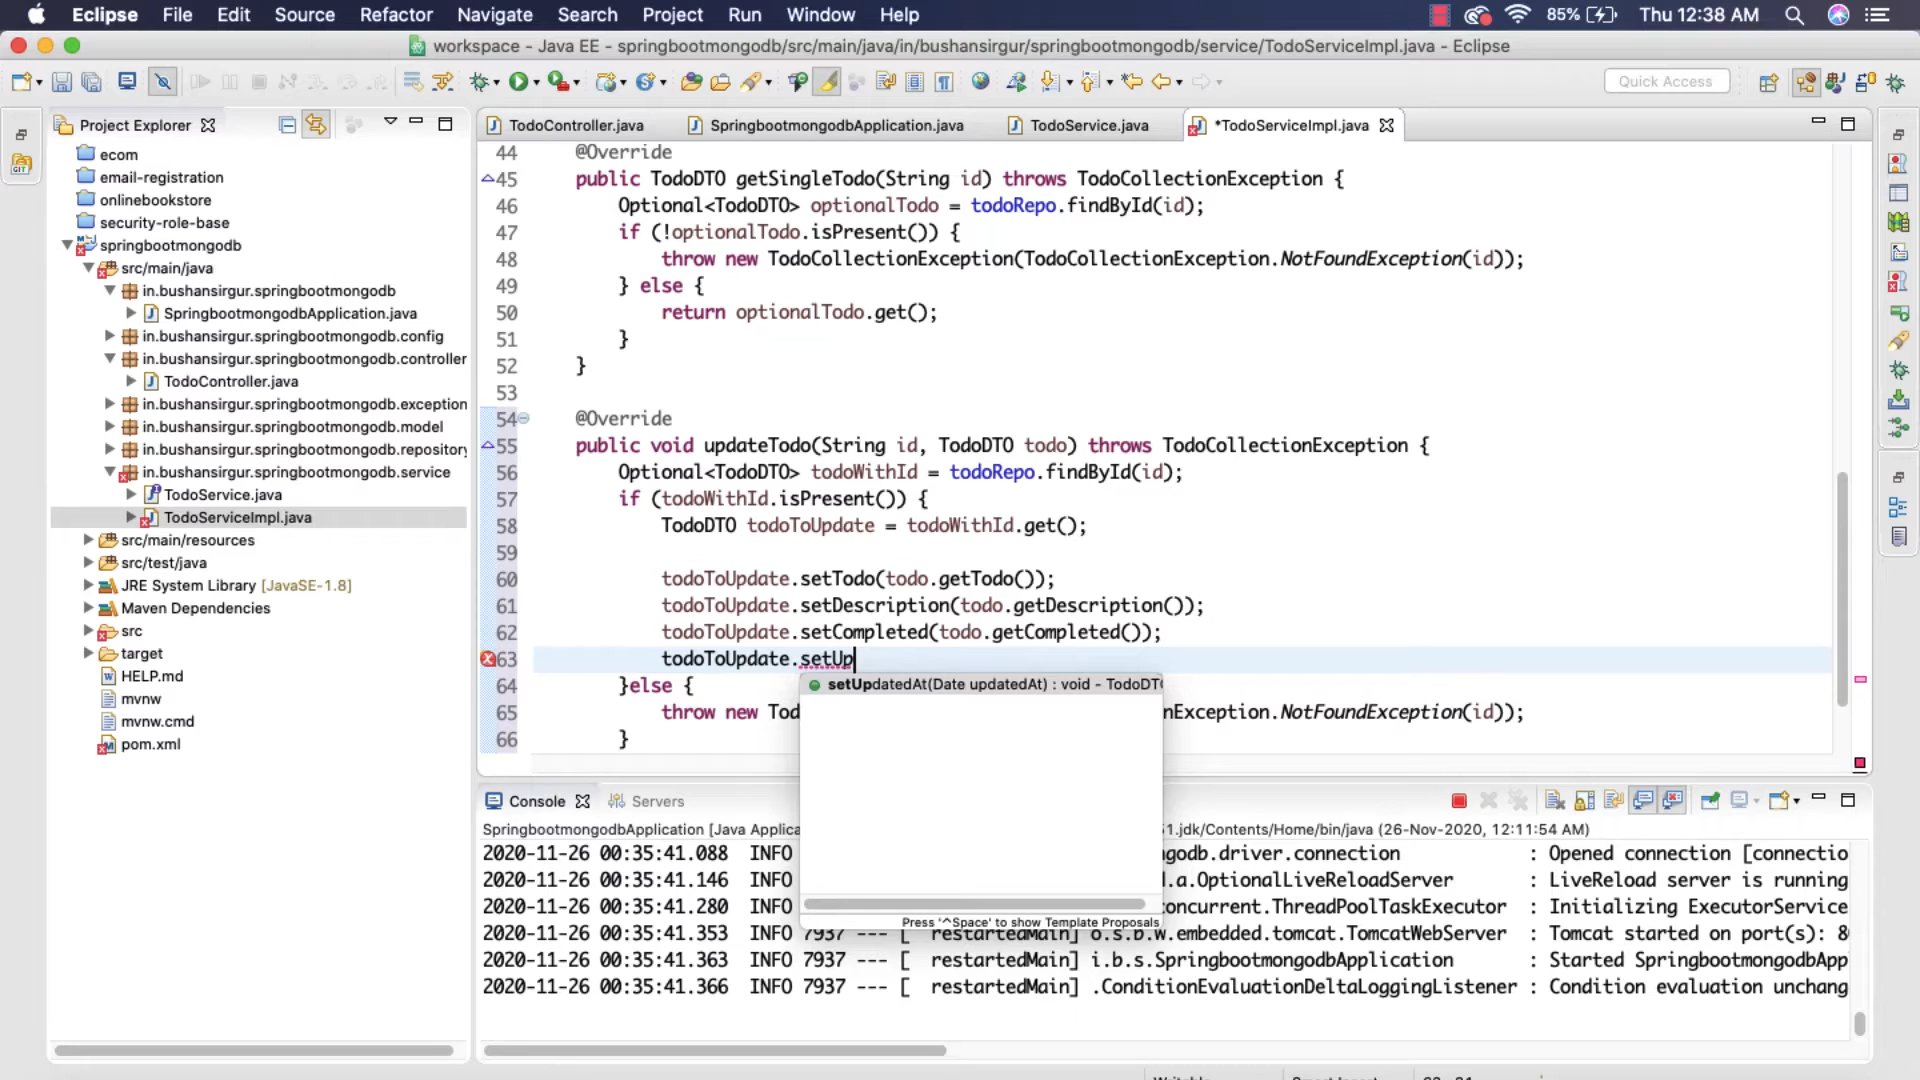 Eclipse File Edit Source Refactor Navigate Search Project Run Window Help 85% Thu 12:38 AM
workspace - Java EE - springbootmongodb/src/main/java/in/bushansirgur/springbootmongodb/service/TodoServiceImpl.java - Eclipse
Quick Access
Project Explorer
ecom
email-registration
onlinebookstore
security-role-base
springbootmongodb
src/main/java
in.bushansirgur.springbootmongodb
SpringbootmongodbApplication.java
in.bushansirgur.springbootmongodb.config
in.bushansirgur.springbootmongodb.controller
TodoController.java
in.bushansirgur.springbootmongodb.exception
in.bushansirgur.springbootmongodb.model
in.bushansirgur.springbootmongodb.repository
in.bushansirgur.springbootmongodb.service
TodoService.java
TodoServiceImpl.java
src/main/resources
src/test/java
JRE System Library [JavaSE-1.8]
Maven Dependencies
src
target
HELP.md
mvnw
mvnw.cmd
pom.xml
TodoController.java SpringbootmongodbApplication.java TodoService.java *TodoServiceImpl.java
44 @Override
45 public TodoDTO getSingleTodo(String id) throws TodoCollectionException {
46 Optional<TodoDTO> optionalTodo = todoRepo.findById(id);
47 if (!optionalTodo.isPresent()) {
48 throw new TodoCollectionException(TodoCollectionException.NotFoundException(id));
49 } else {
50 return optionalTodo.get();
51 }
52 }
53
54 @Override
55 public void updateTodo(String id, TodoDTO todo) throws TodoCollectionException {
56 Optional<TodoDTO> todoWithId = todoRepo.findById(id);
57 if (todoWithId.isPresent()) {
58 TodoDTO todoToUpdate = todoWithId.get();
59
60 todoToUpdate.setTodo(todo.getTodo());
61 todoToUpdate.setDescription(todo.getDescription());
62 todoToUpdate.setCompleted(todo.getCompleted());
63 todoToUpdate.setUp
64 }else {
65 throw new Tod nException.NotFoundException(id));
66 }
setUpdatedAt(Date updatedAt) : void - TodoDTO
Press '^Space' to show Template Proposals
Console Servers
SpringbootmongodbApplication [Java Applica 1.jdk/Contents/Home/bin/java (26-Nov-2020, 12:11:54 AM)
2020-11-26 00:35:41.088 INFO ngodb.driver.connection : Opened connection [connectio
2020-11-26 00:35:41.146 INFO .a.OptionalLiveReloadServer : LiveReload server is running
2020-11-26 00:35:41.280 INFO concurrent.ThreadPoolTaskExecutor : Initializing ExecutorService
2020-11-26 00:35:41.353 INFO 7937 --- [ restartedMain] o.s.b.w.embedded.tomcat.TomcatWebServer : Tomcat started on port(s): 8
2020-11-26 00:35:41.363 INFO 7937 --- [ restartedMain] i.b.s.SpringbootmongodbApplication : Started SpringbootmongodbApp
2020-11-26 00:35:41.366 INFO 7937 --- [ restartedMain] .ConditionEvaluationDeltaLoggingListener : Condition evaluation unchang